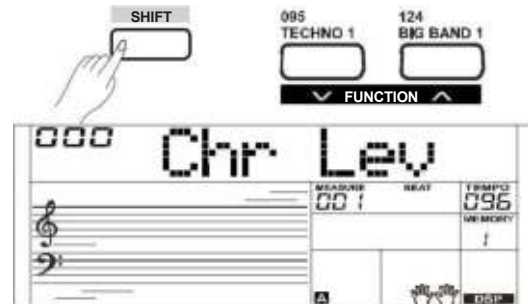 SHIFT
095 124
TECHNO 1 BIG BAND 1
FUNCTION
000 Chr Lev
MEASURE BEAT TEMPO
001 096
MEMORY
1
A DSP